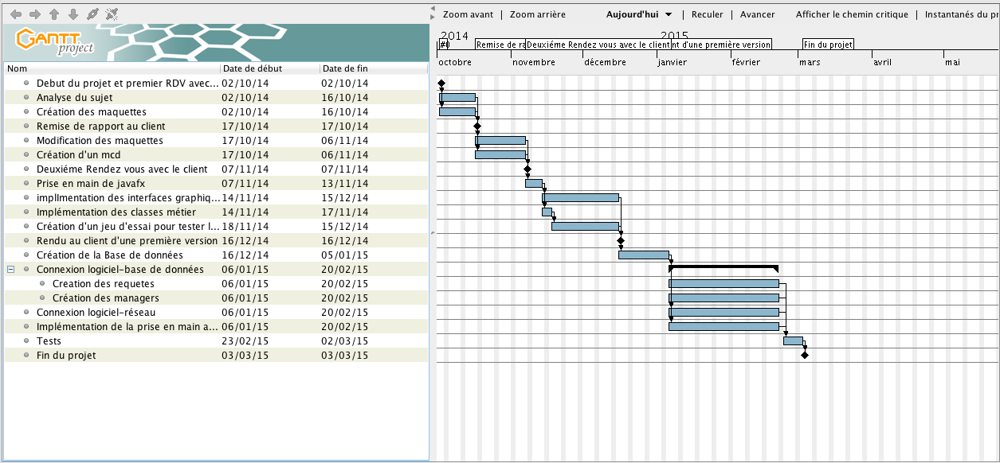 Zoom avant | Zoom arrière Aujourd'hui | Reculer | Avancer Afficher le chemin critique | Instantanés du pr
GANTT
project
2014 2015
Remise de ra Deuxiéme Rendez vous avec le client nt d'une première version Fin du projet
octobre novembre décembre janvier février mars avril mai
Nom Date de début Date de fin
Debut du projet et premier RDV avec... 02/10/14 02/10/14
Analyse du sujet 02/10/14 16/10/14
Création des maquettes 02/10/14 16/10/14
Remise de rapport au client 17/10/14 17/10/14
Modification des maquettes 17/10/14 06/11/14
Création d'un mcd 17/10/14 06/11/14
Deuxiéme Rendez vous avec le client 07/11/14 07/11/14
Prise en main de javafx 07/11/14 13/11/14
impllmentation des interfaces graphiq... 14/11/14 15/12/14
Implémentation des classes métier 14/11/14 17/11/14
Création d'un jeu d'essai pour tester l... 18/11/14 15/12/14
Rendu au client d'une première version 16/12/14 16/12/14
Création de la Base de données 16/12/14 05/01/15
Connexion logiciel-base de données 06/01/15 20/02/15
Creation des requetes 06/01/15 20/02/15
Création des managers 06/01/15 20/02/15
Connexion logiciel-réseau 06/01/15 20/02/15
Implémentation de la prise en main a... 06/01/15 20/02/15
Tests 23/02/15 02/03/15
Fin du projet 03/03/15 03/03/15